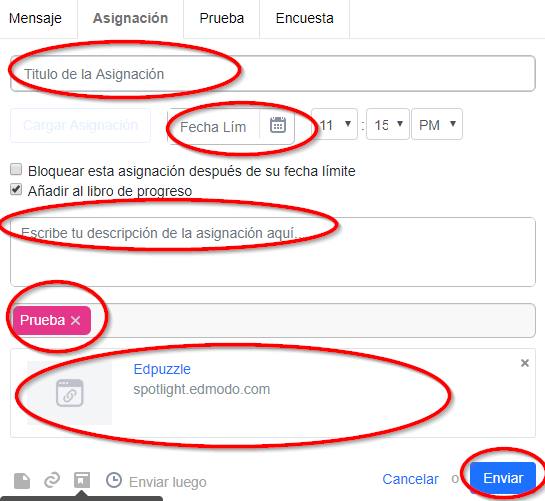 Mensaje Asignación Prueba Encuesta
Titulo de la Asignación
Cargar Asignación Fecha Lím 11 : 15 PM
Bloquear esta asignación después de su fecha límite
Añadir al libro de progreso
Escribe tu descripción de la asignación aquí...
Prueba ×
Edpuzzle ×
spotlight.edmodo.com
Enviar luego Cancelar o Enviar